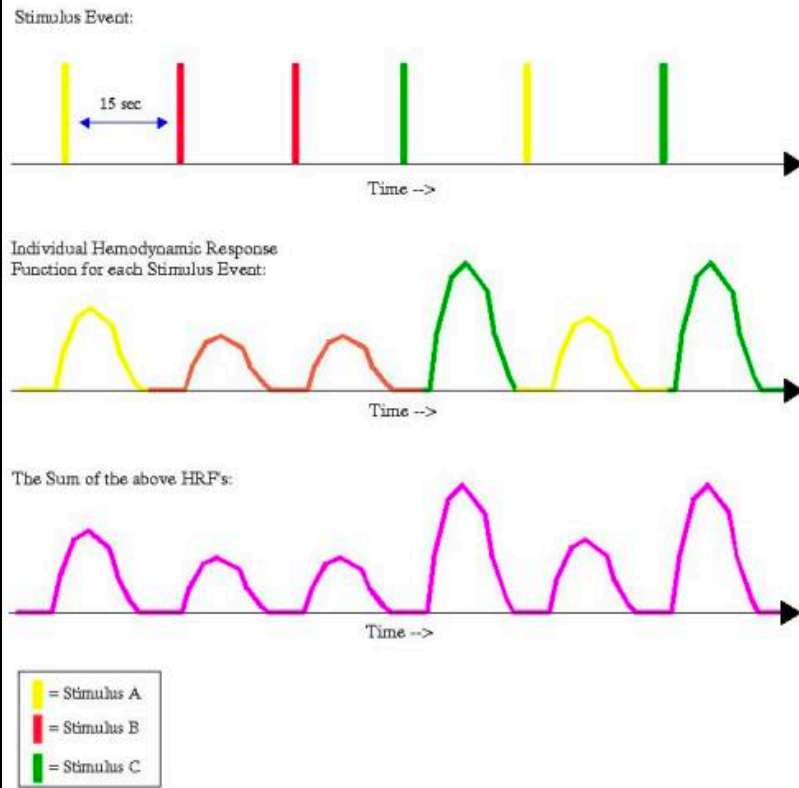 Stimulus Event:
15 sec
Time -->
Individual Hemodynamic Response
Function for each Stimulus Event:
Time -->
The Sum of the above HRF's:
Time -->
= Stimulus A
= Stimulus B
= Stimulus C